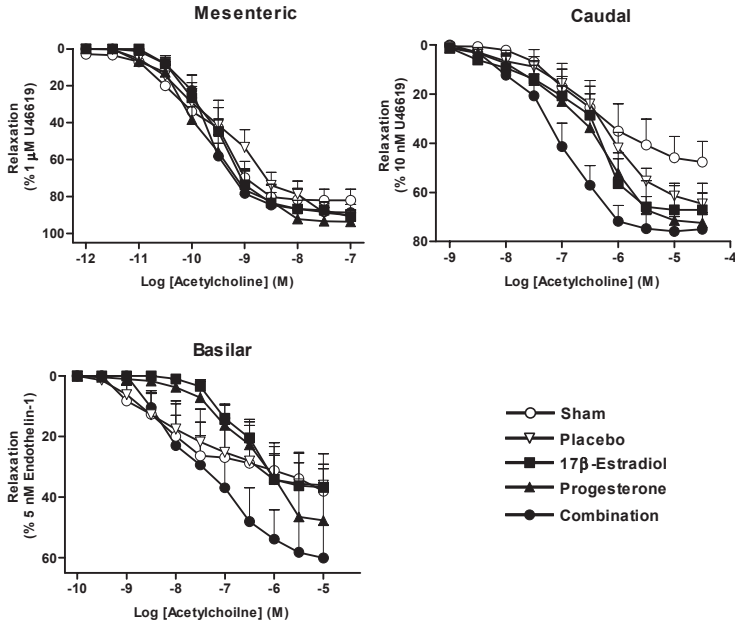 Mesenteric
Relaxation
(% 1 µM U46619)
0
20
40
60
80
100
-12 -11 -10 -9 -8 -7
Log [Acetylcholine] (M)
Caudal
Relaxation
(% 10 nM U46619)
0
20
40
60
80
-9 -8 -7 -6 -5 -4
Log [Acetylcholine] (M)
Basilar
Relaxation
(% 5 nM Endothelin-1)
0
20
40
60
-10 -9 -8 -7 -6 -5
Log [Acetylchoilne] (M)
Sham
Placebo
17β-Estradiol
Progesterone
Combination